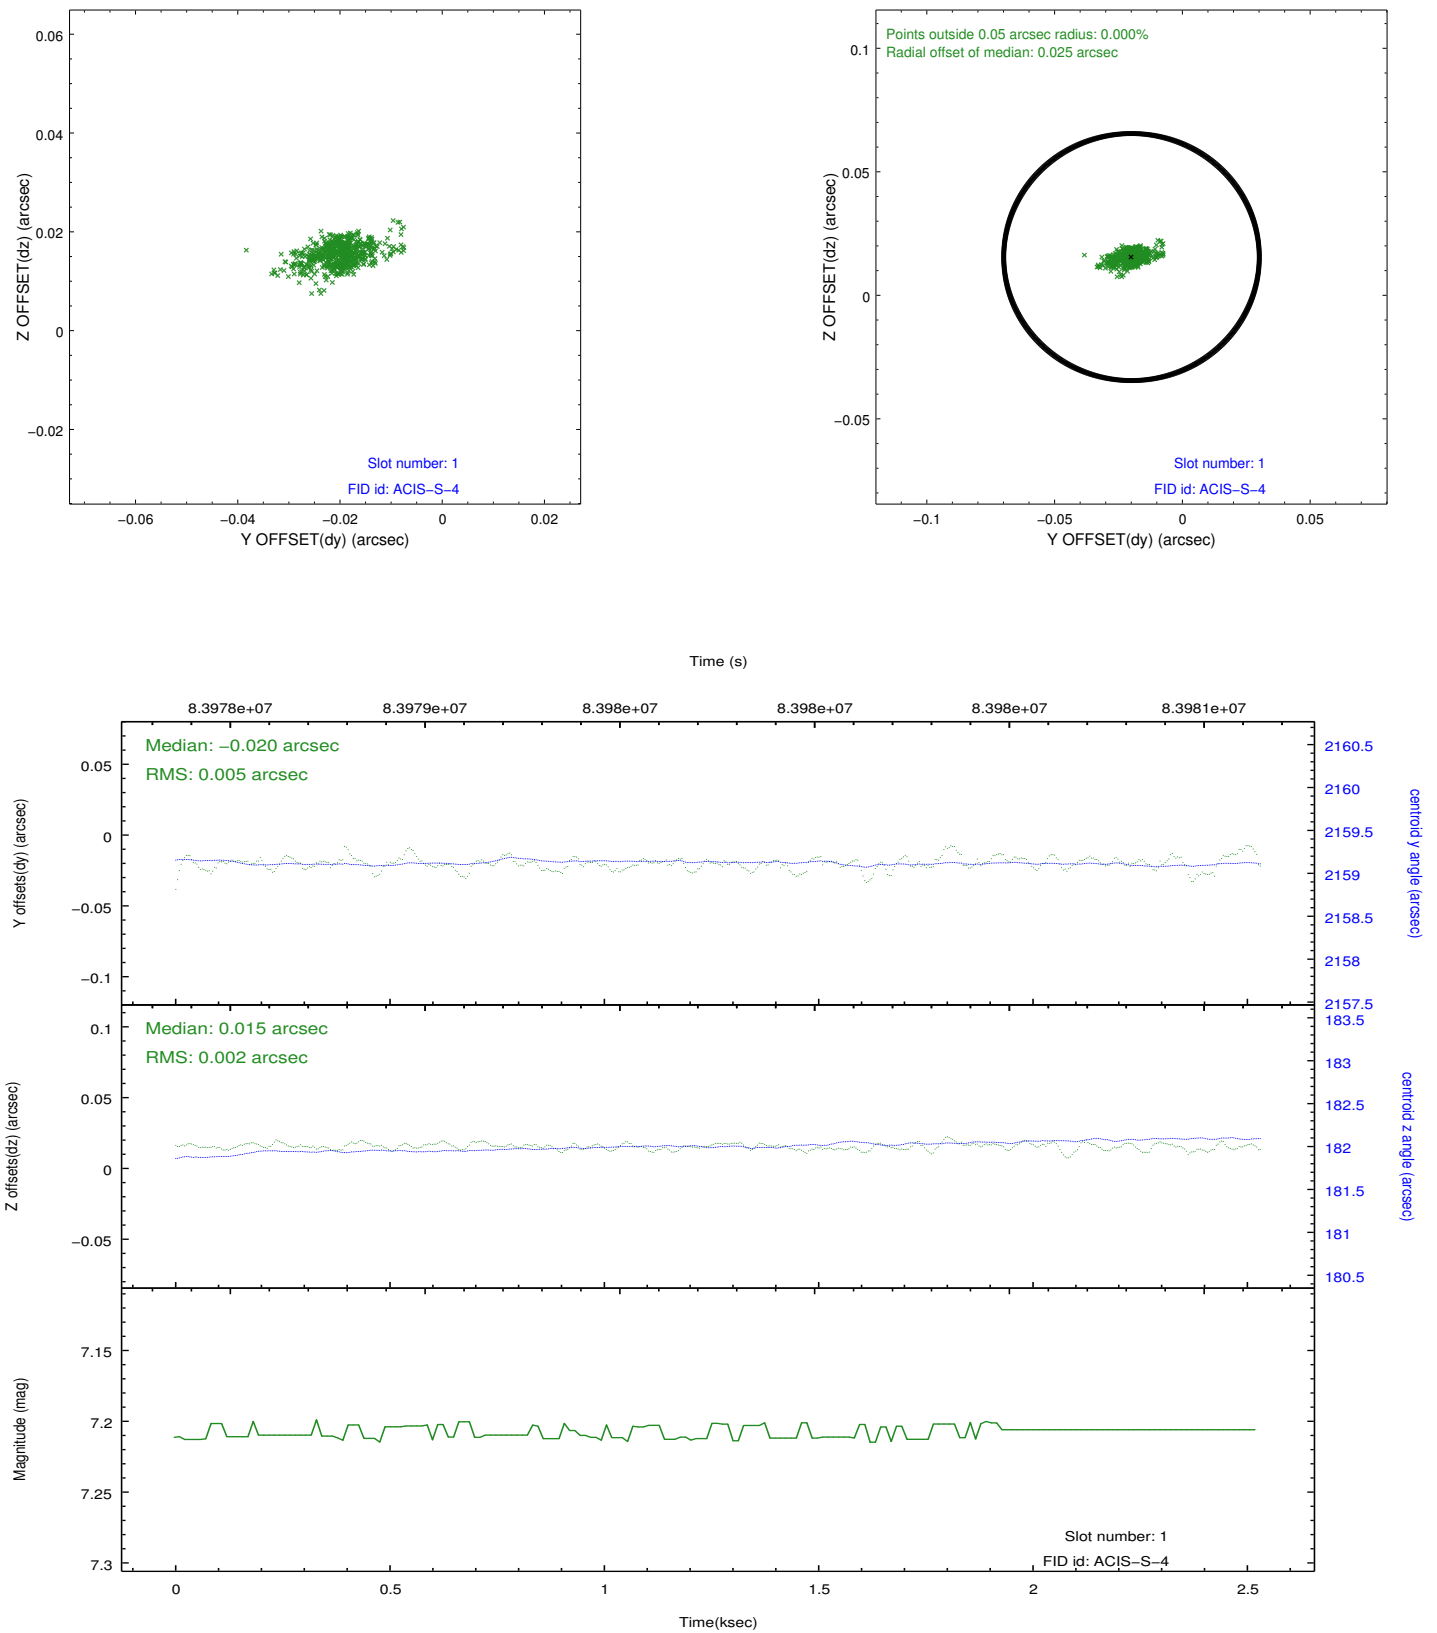 0.06
0.04
0.02
0
−0.02
Z OFFSET(dz) (arcsec)
Slot number: 1
FID id: ACIS−S−4
−0.06 −0.04 −0.02 0 0.02
Y OFFSET(dy) (arcsec)
Points outside 0.05 arcsec radius: 0.000%
Radial offset of median: 0.025 arcsec
0.1
0.05
0
−0.05
Z OFFSET(dz) (arcsec)
Slot number: 1
FID id: ACIS−S−4
−0.1 −0.05 0 0.05
Y OFFSET(dy) (arcsec)
Time (s)
8.3978e+07 8.3979e+07 8.398e+07 8.398e+07 8.398e+07 8.3981e+07
Median: −0.020 arcsec
RMS: 0.005 arcsec
0.05
0
−0.05
−0.1
Y offsets(dy) (arcsec)
2160.5
2160
2159.5
2159
2158.5
2158
2157.5
centroid y angle (arcsec)
Median: 0.015 arcsec
RMS: 0.002 arcsec
0.1
0.05
0
−0.05
Z offsets(dz) (arcsec)
183.5
183
182.5
182
181.5
181
180.5
centroid z angle (arcsec)
7.15
7.2
7.25
7.3
Magnitude (mag)
Slot number: 1
FID id: ACIS−S−4
0 0.5 1 1.5 2 2.5
Time(ksec)